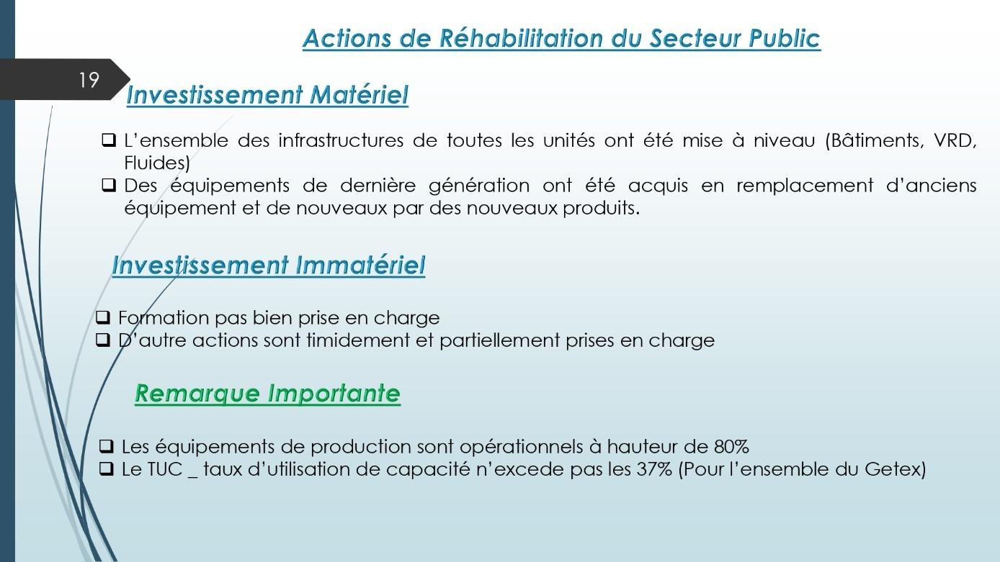 Actions de Réhabilitation du Secteur Public
19
Investissement Matériel
❑ L’ensemble des infrastructures de toutes les unités ont été mise à niveau (Bâtiments, VRD,
Fluides)
❑ Des équipements de dernière génération ont été acquis en remplacement d’anciens
équipement et de nouveaux par des nouveaux produits.
Investissement Immatériel
❑ Formation pas bien prise en charge
❑ D’autre actions sont timidement et partiellement prises en charge
Remarque Importante
❑ Les équipements de production sont opérationnels à hauteur de 80%
❑ Le TUC _ taux d’utilisation de capacité n’excede pas les 37% (Pour l’ensemble du Getex)